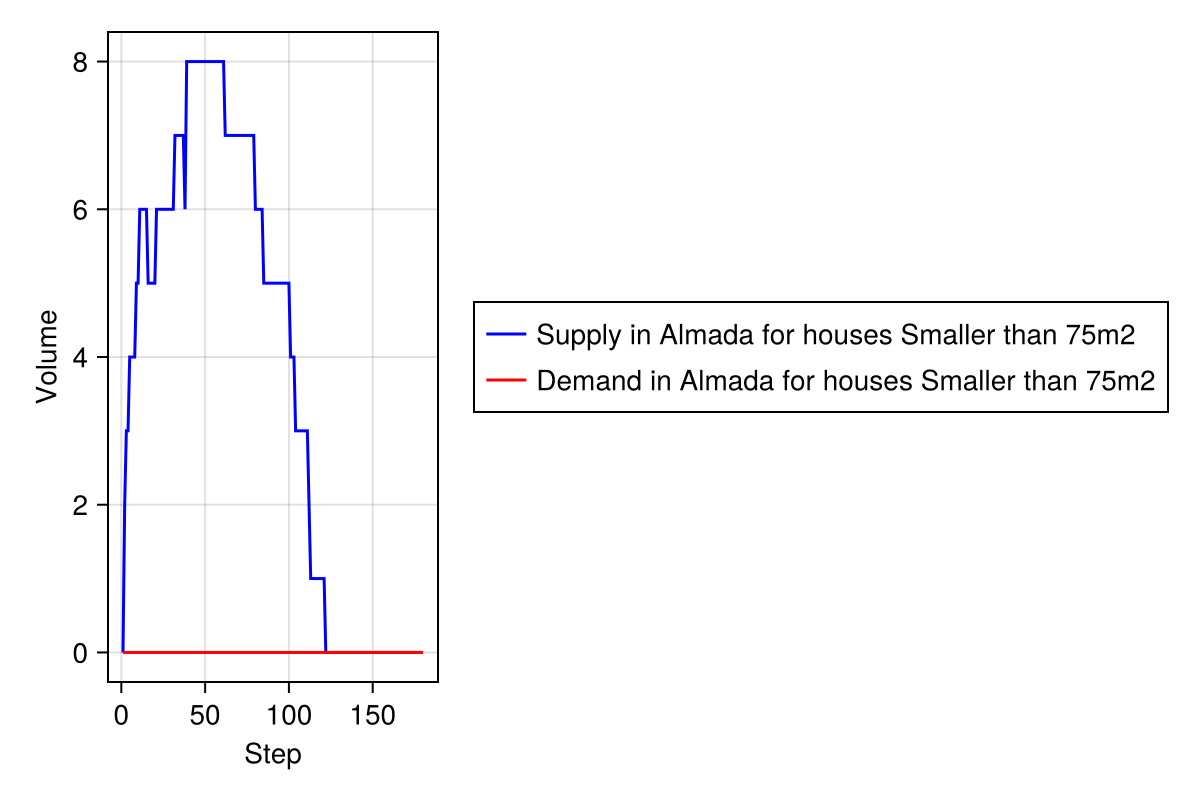 8
6
4
2
0
Volume
0 50 100 150
Step
Supply in Almada for houses Smaller than 75m2
Demand in Almada for houses Smaller than 75m2